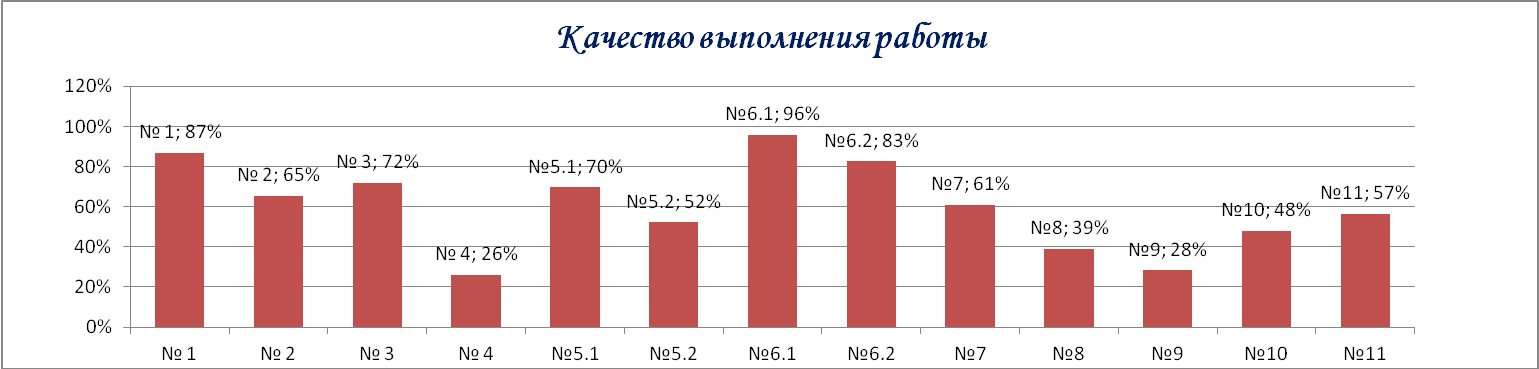 Качество выполнения работы
120%
100%
80%
60%
40%
20%
0%
№ 1; 87%
№ 2; 65%
№ 3; 72%
№ 4; 26%
№5.1; 70%
№5.2; 52%
№6.1; 96%
№6.2; 83%
№7; 61%
№8; 39%
№9; 28%
№10; 48%
№11; 57%
№ 1 № 2 № 3 № 4 №5.1 №5.2 №6.1 №6.2 №7 №8 №9 №10 №11